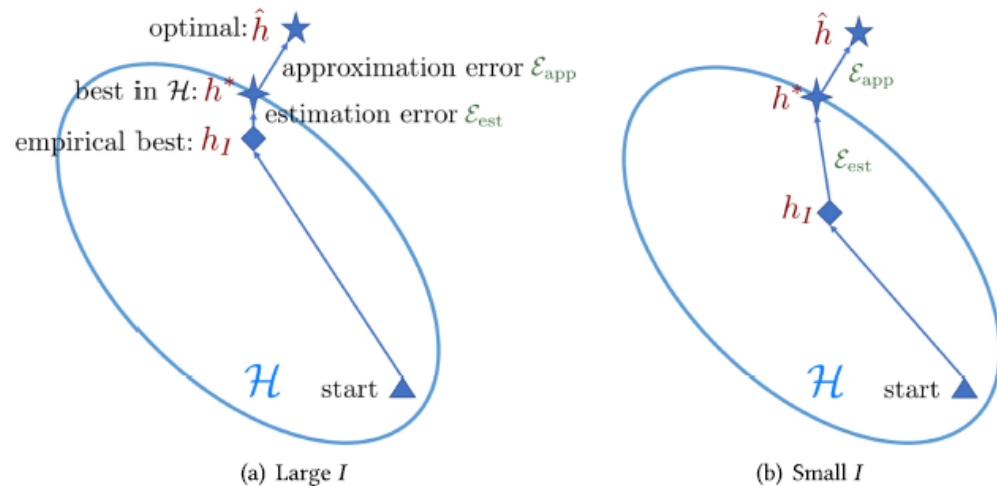 optimal: ĥ
approximation error ℰ_app
best in ℋ: h*
estimation error ℰ_est
empirical best: h_I
ℋ
start
(a) Large I
ĥ
ℰ_app
h*
ℰ_est
h_I
ℋ
start
(b) Small I